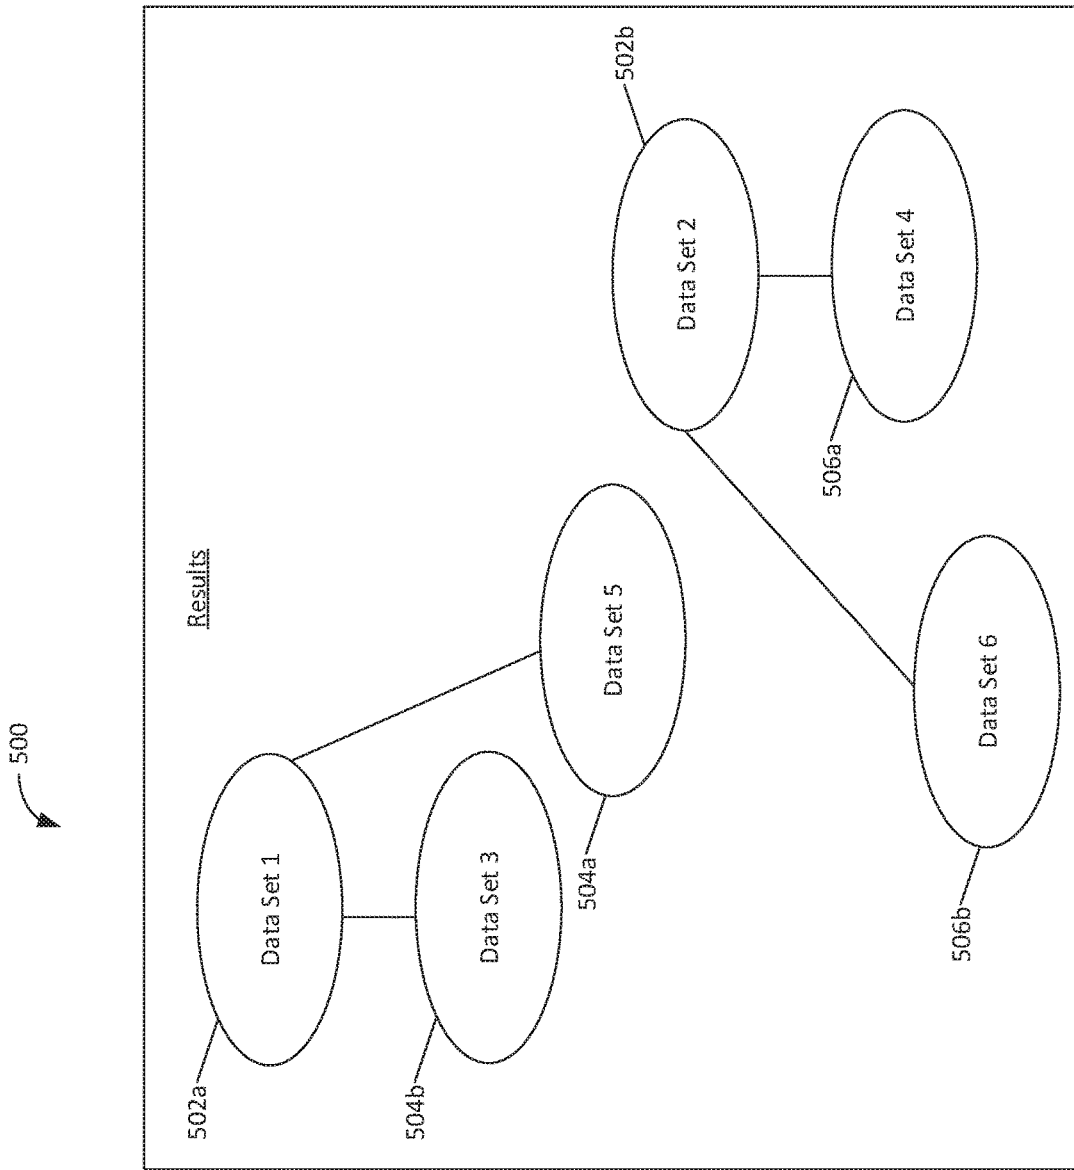 500
Results
502a
Data Set 1
504b
Data Set 3
504a
Data Set 5
502b
Data Set 2
506a
Data Set 4
506b
Data Set 6